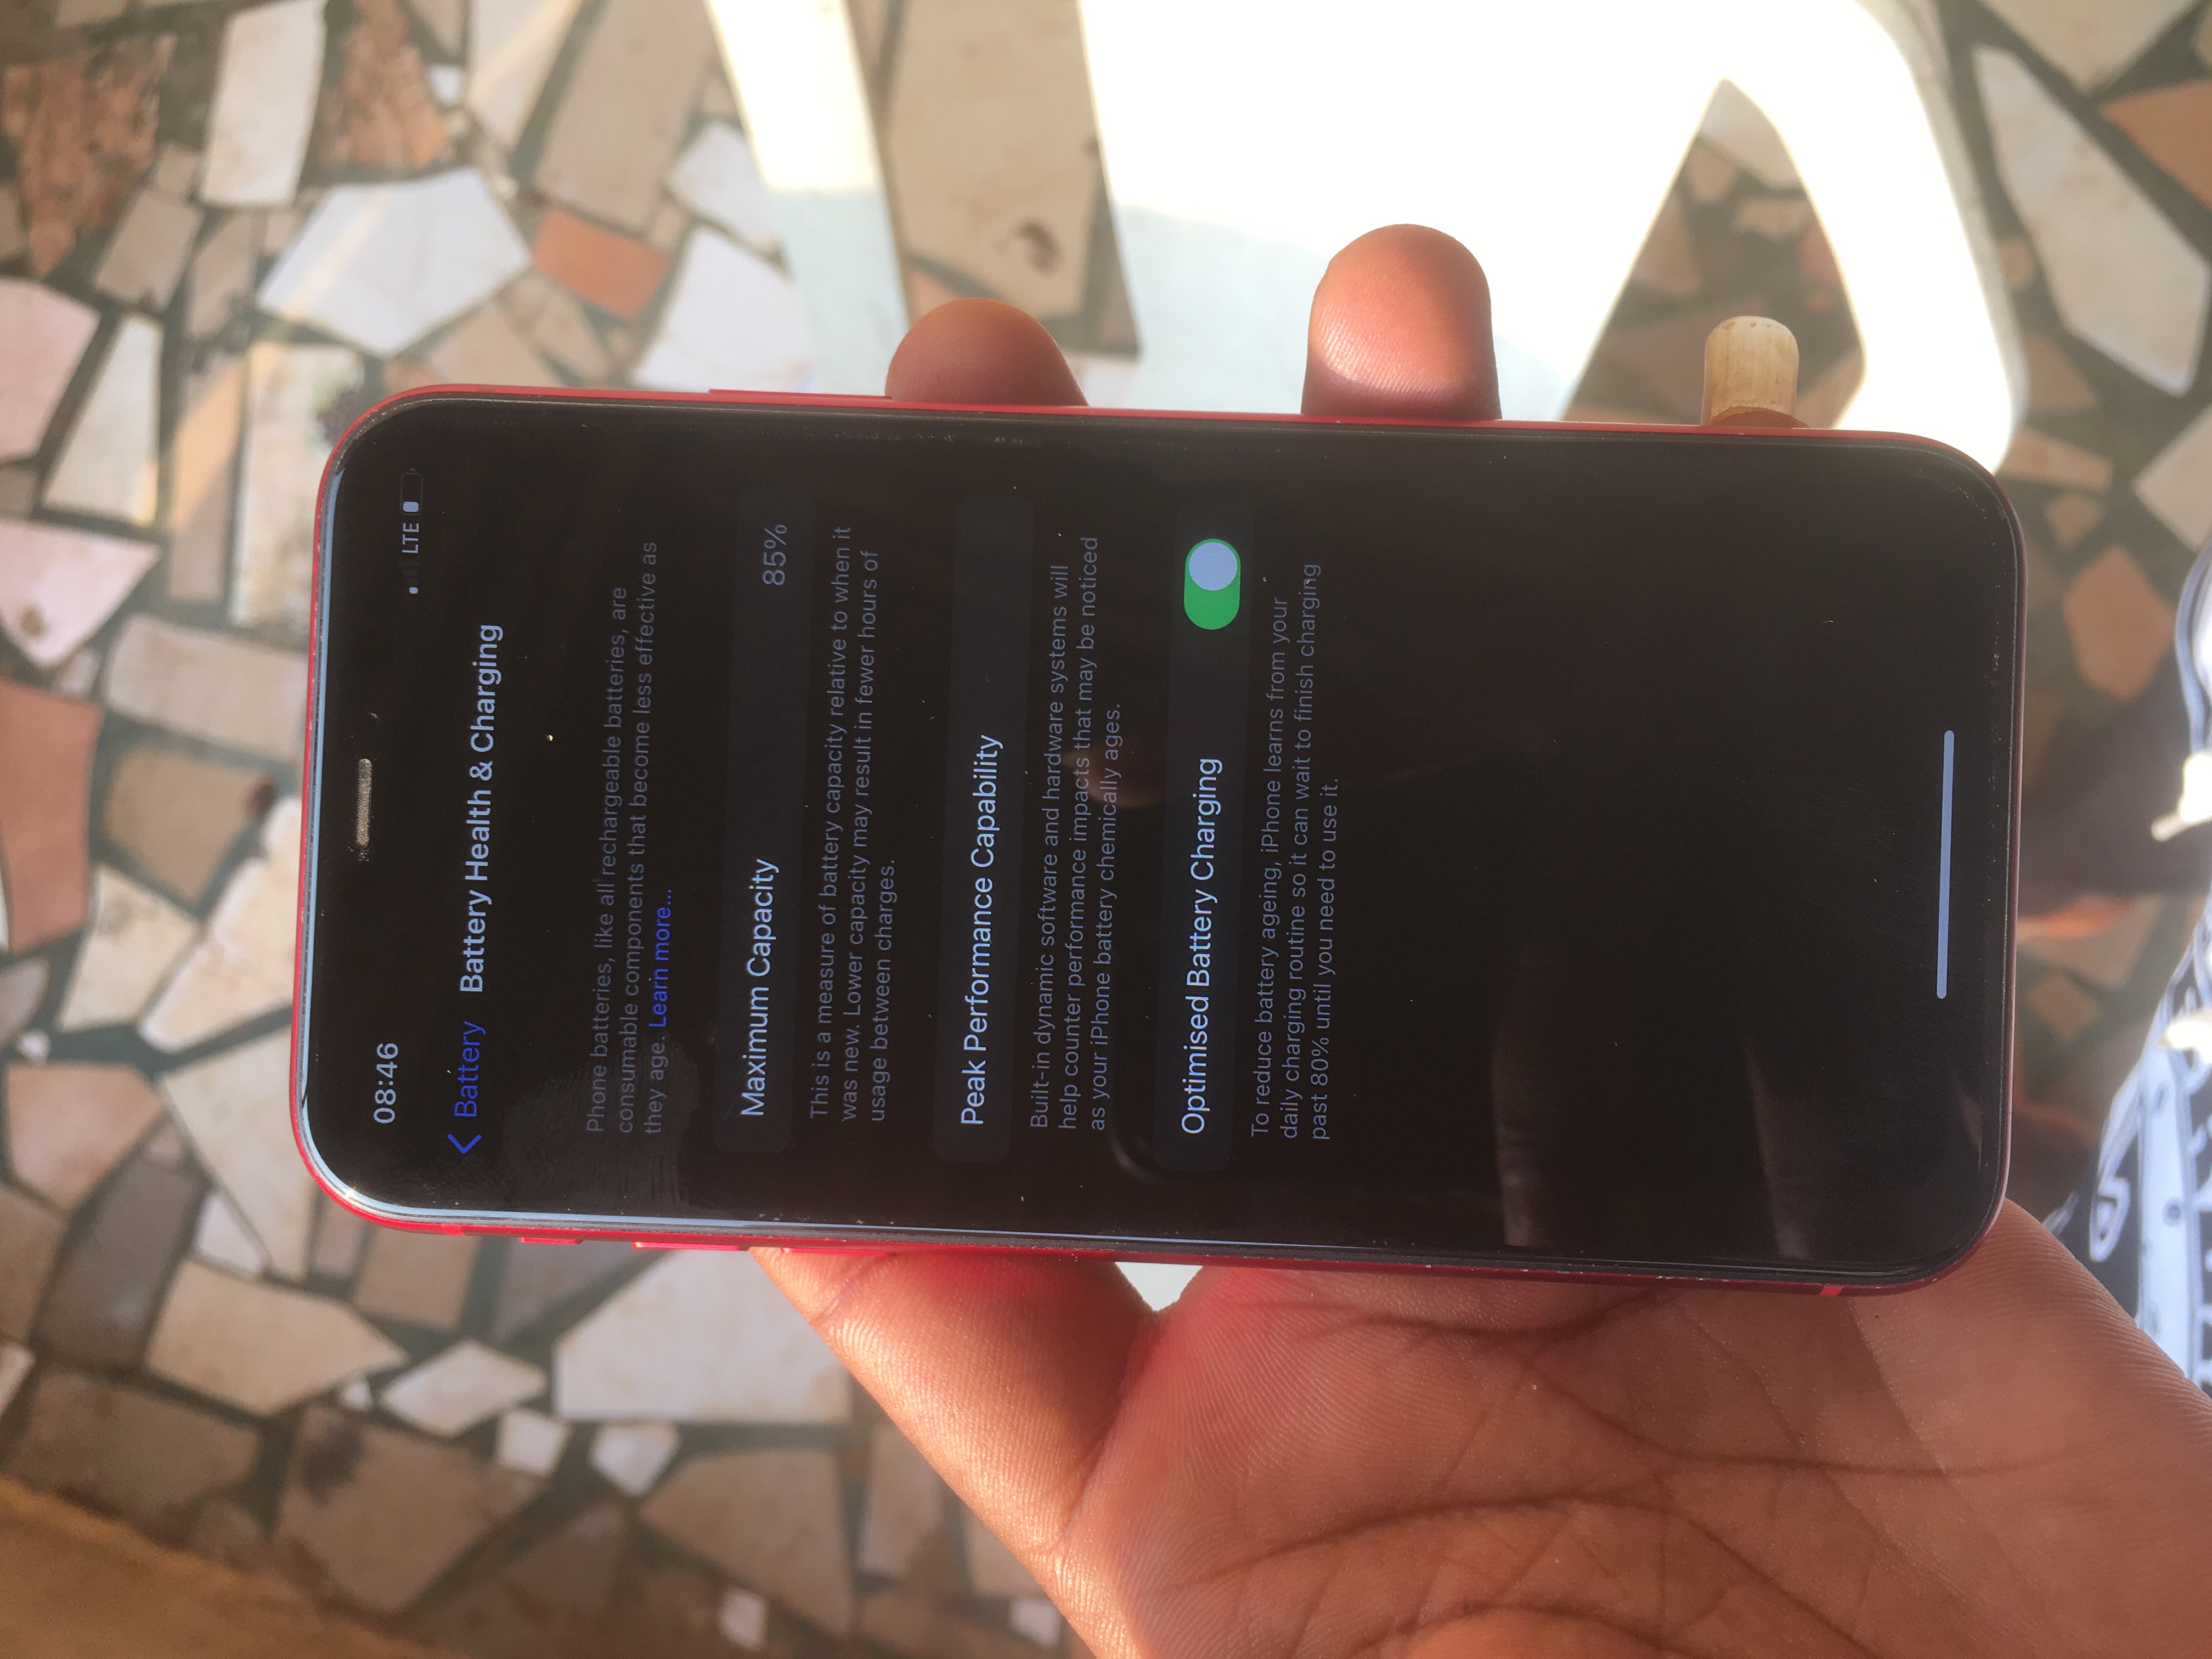 08:46
LTE
Battery Battery Health & Charging
Phone batteries, like all rechargeable batteries, are
consumable components that become less effective as
they age. Learn more...
Maximum Capacity 85%
This is a measure of battery capacity relative to when it
was new. Lower capacity may result in fewer hours of
usage between charges.
Peak Performance Capability
Built-in dynamic software and hardware systems will
help counter performance impacts that may be noticed
as your iPhone battery chemically ages.
Optimised Battery Charging
To reduce battery ageing, iPhone learns from your
daily charging routine so it can wait to finish charging
past 80% until you need to use it.